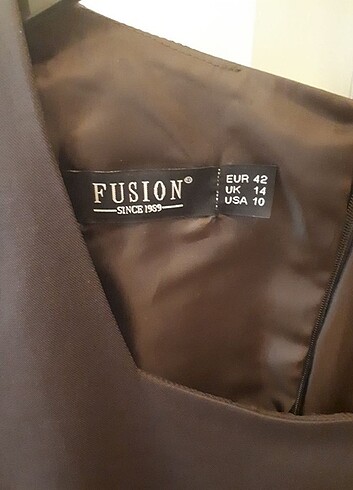 FUSION®
SINCE 1989
EUR 42
UK 14
USA 10